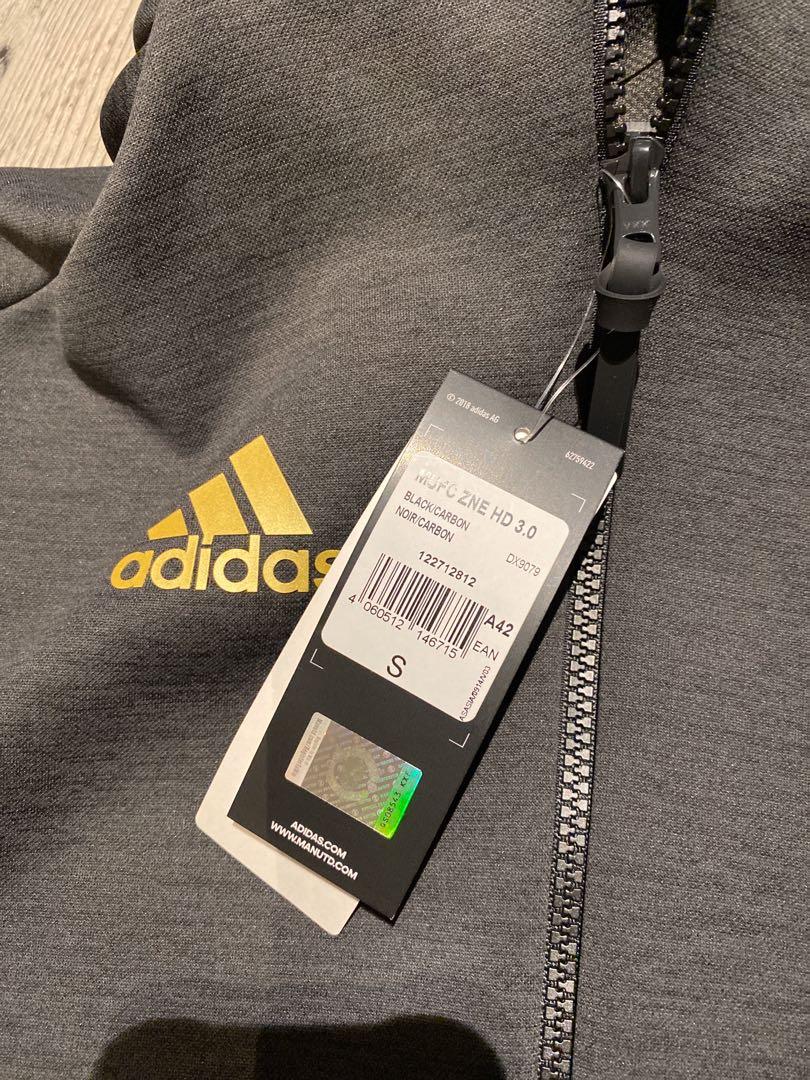 adidas
© 2018 adidas AG
62759422
MUFC ZNE HD 3.0
BLACK/CARBON
NOIR/CARBON
DX9079
122712812
A42
4 060512 146715
EAN
S
ADIDAS.COM
WWW.MANUTD.COM